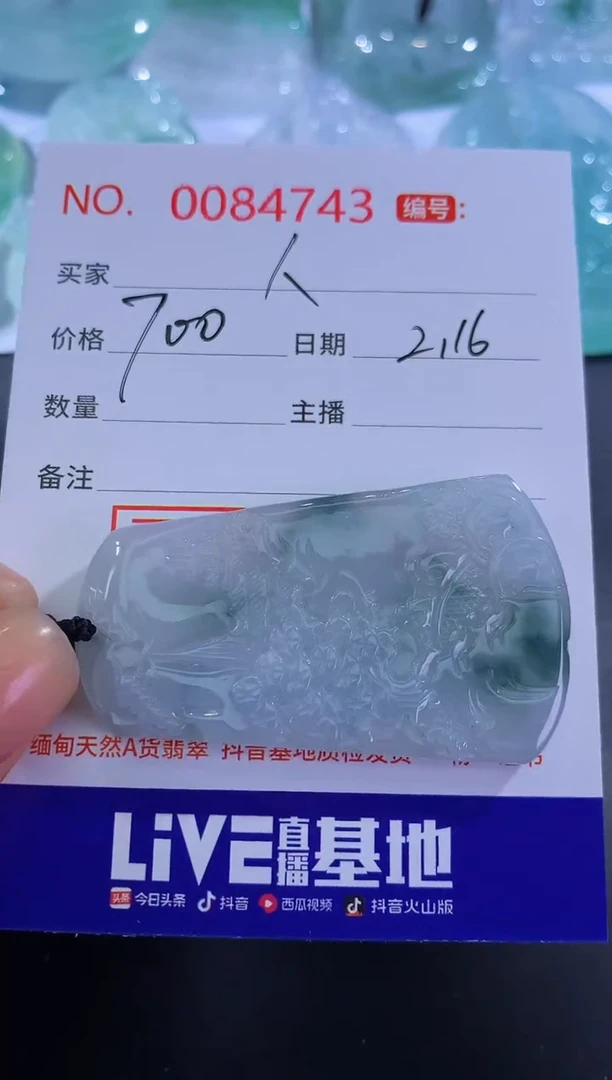 NO. 0084743 编号:
买家 人
价格 700 日期 2,16
数量 主播
备注
缅甸天然A货翡翠 抖音基地质检发货
LiVE直播基地
头条 今日头条 抖音 西瓜视频 抖音火山版